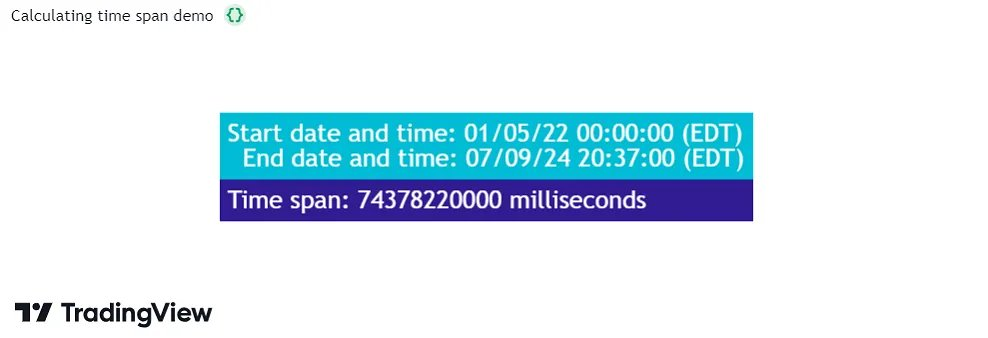 Calculating time span demo {}
Start date and time: 01/05/22 00:00:00 (EDT)
End date and time: 07/09/24 20:37:00 (EDT)
Time span: 74378220000 milliseconds
TradingView